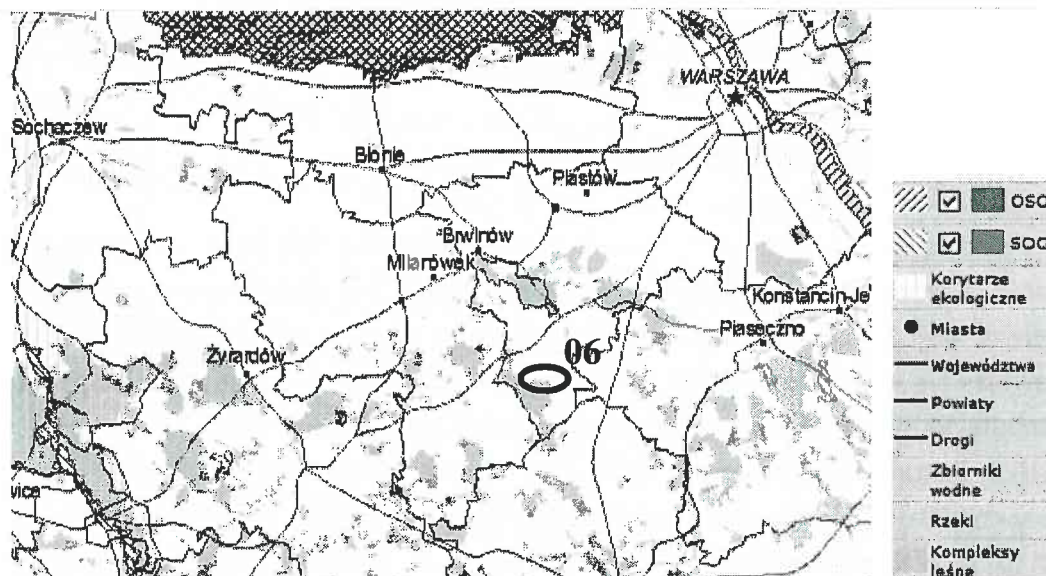 WARSZAWA
Sochaczew
Błonie
Piastów
Brwinów
Milanówek
Konstancin-Je
Piaseczno
Żyrardów
06
wice
OSO
SOO
Korytarze
ekologiczne
Miasta
Województwa
Powiaty
Drogi
Zbiorniki
wodne
Rzeki
Kompleksy
leśne